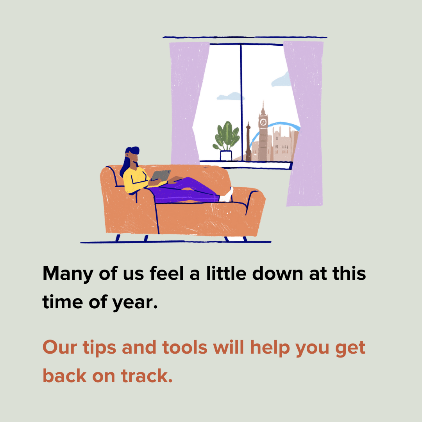 Many of us feel a little down at this
time of year.
Our tips and tools will help you get
back on track.